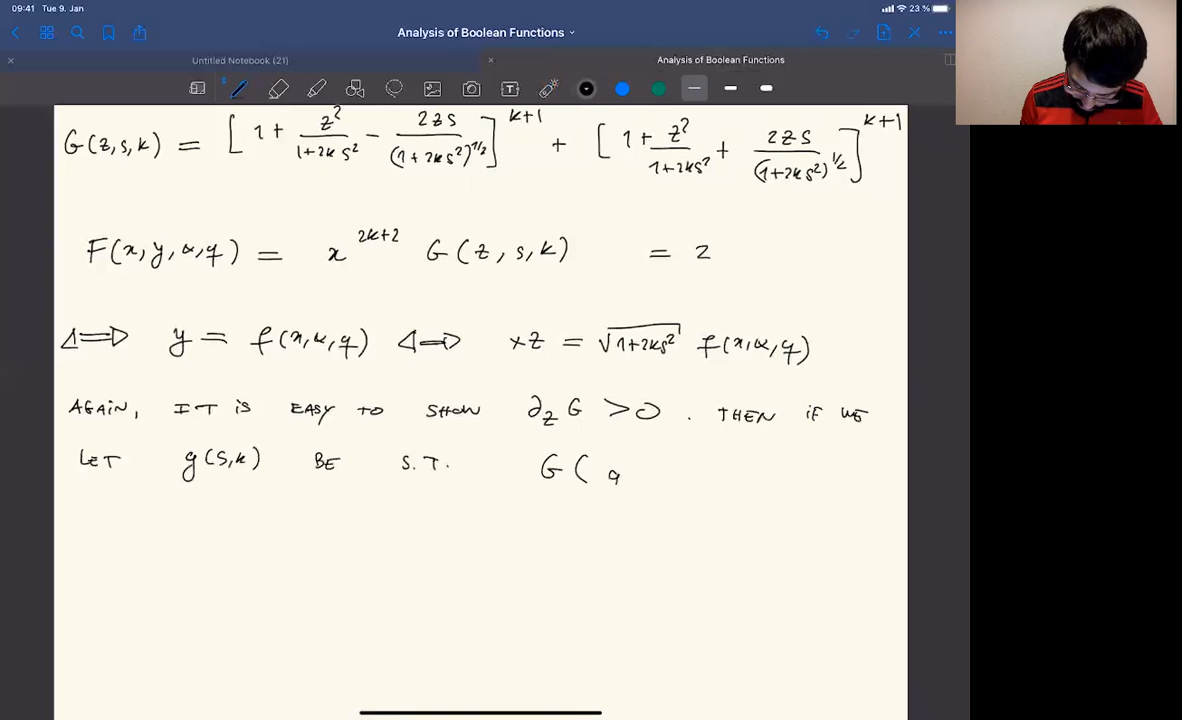 09:41 Tue 9. Jan 23 %
Analysis of Boolean Functions
Untitled Notebook (21) Analysis of Boolean Functions
G(z,s,k) = [1 + z²/(1+2ks²) − 2zs/(1+2ks²)^{1/2}]^{k+1} + [1 + z²/(1+2ks²) + 2zs/(1+2ks²)^{1/2}]^{k+1}
F(x,y,α,q) = x^{2k+2} G(z,s,k) = 2
⟺ y = f(x,α,q) ⟺ xz = √(1+2ks²) f(x,α,q)
AGAIN, IT IS EASY TO SHOW ∂_z G > 0. THEN IF WE
LET g(s,k) BE S.T. G( g